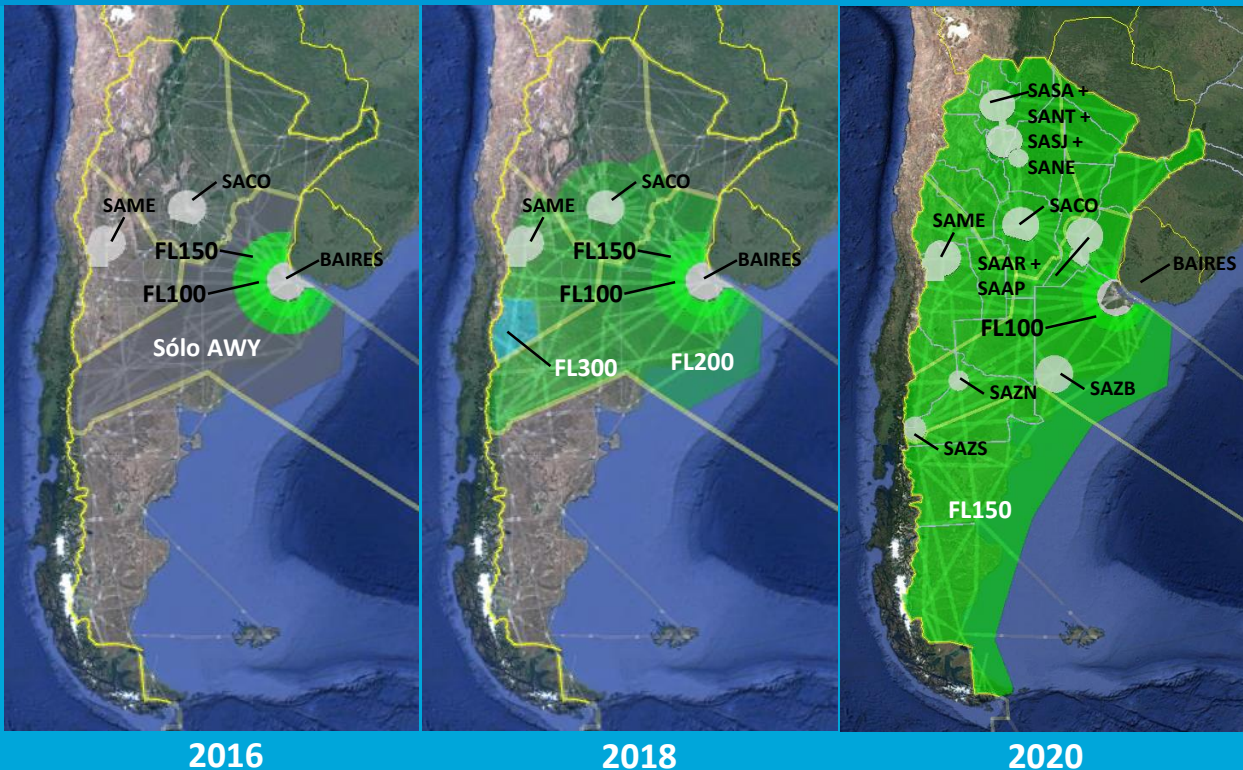 SACO
SAME
FL150
BAIRES
FL100
Sólo AWY
2016
SACO
SAME
FL150
BAIRES
FL100
FL300
FL200
2018
SASA +
SANT +
SASJ +
SANE
SACO
SAME
SAAR +
SAAP
BAIRES
FL100
SAZN
SAZB
SAZS
FL150
2020